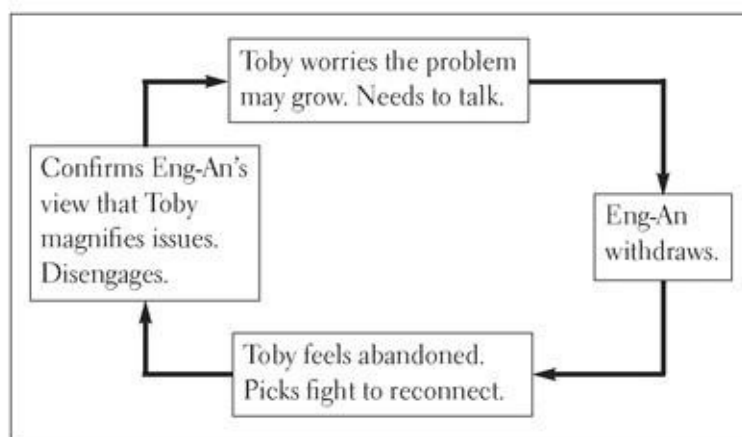 Toby worries the problem
may grow. Needs to talk.
Eng-An
withdraws.
Toby feels abandoned.
Picks fight to reconnect.
Confirms Eng-An's
view that Toby
magnifies issues.
Disengages.